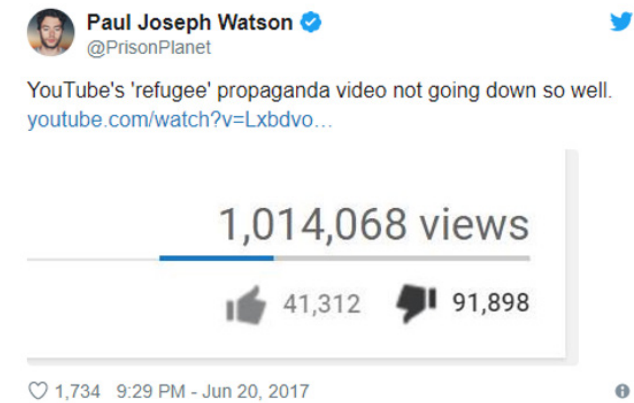 Paul Joseph Watson
@PrisonPlanet
YouTube's 'refugee' propaganda video not going down so well.
youtube.com/watch?v=Lxbdvo…
1,014,068 views
41,312 91,898
1,734 9:29 PM - Jun 20, 2017